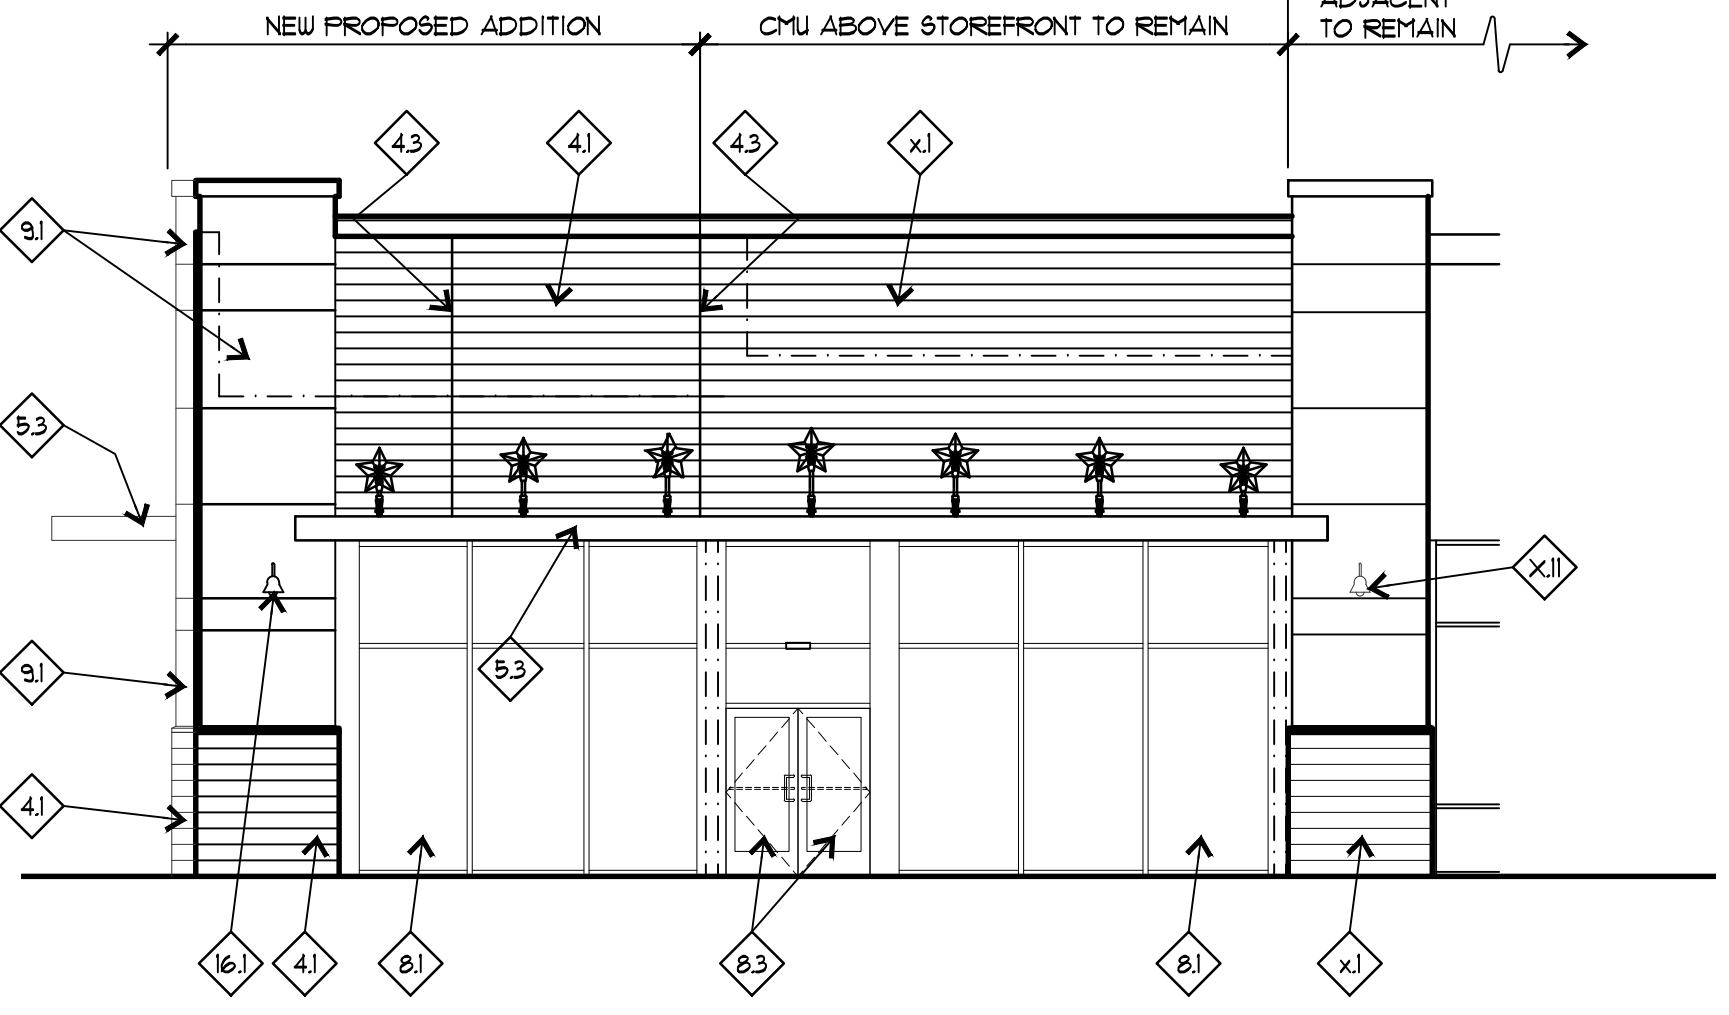 ADJACENT
NEW PROPOSED ADDITION
CMU ABOVE STOREFRONT TO REMAIN
TO REMAIN
4.3
4.1
4.3
x.1
9.1
5.3
X.11
9.1
5.3
4.1
16.1
4.1
8.1
8.3
8.1
x.1